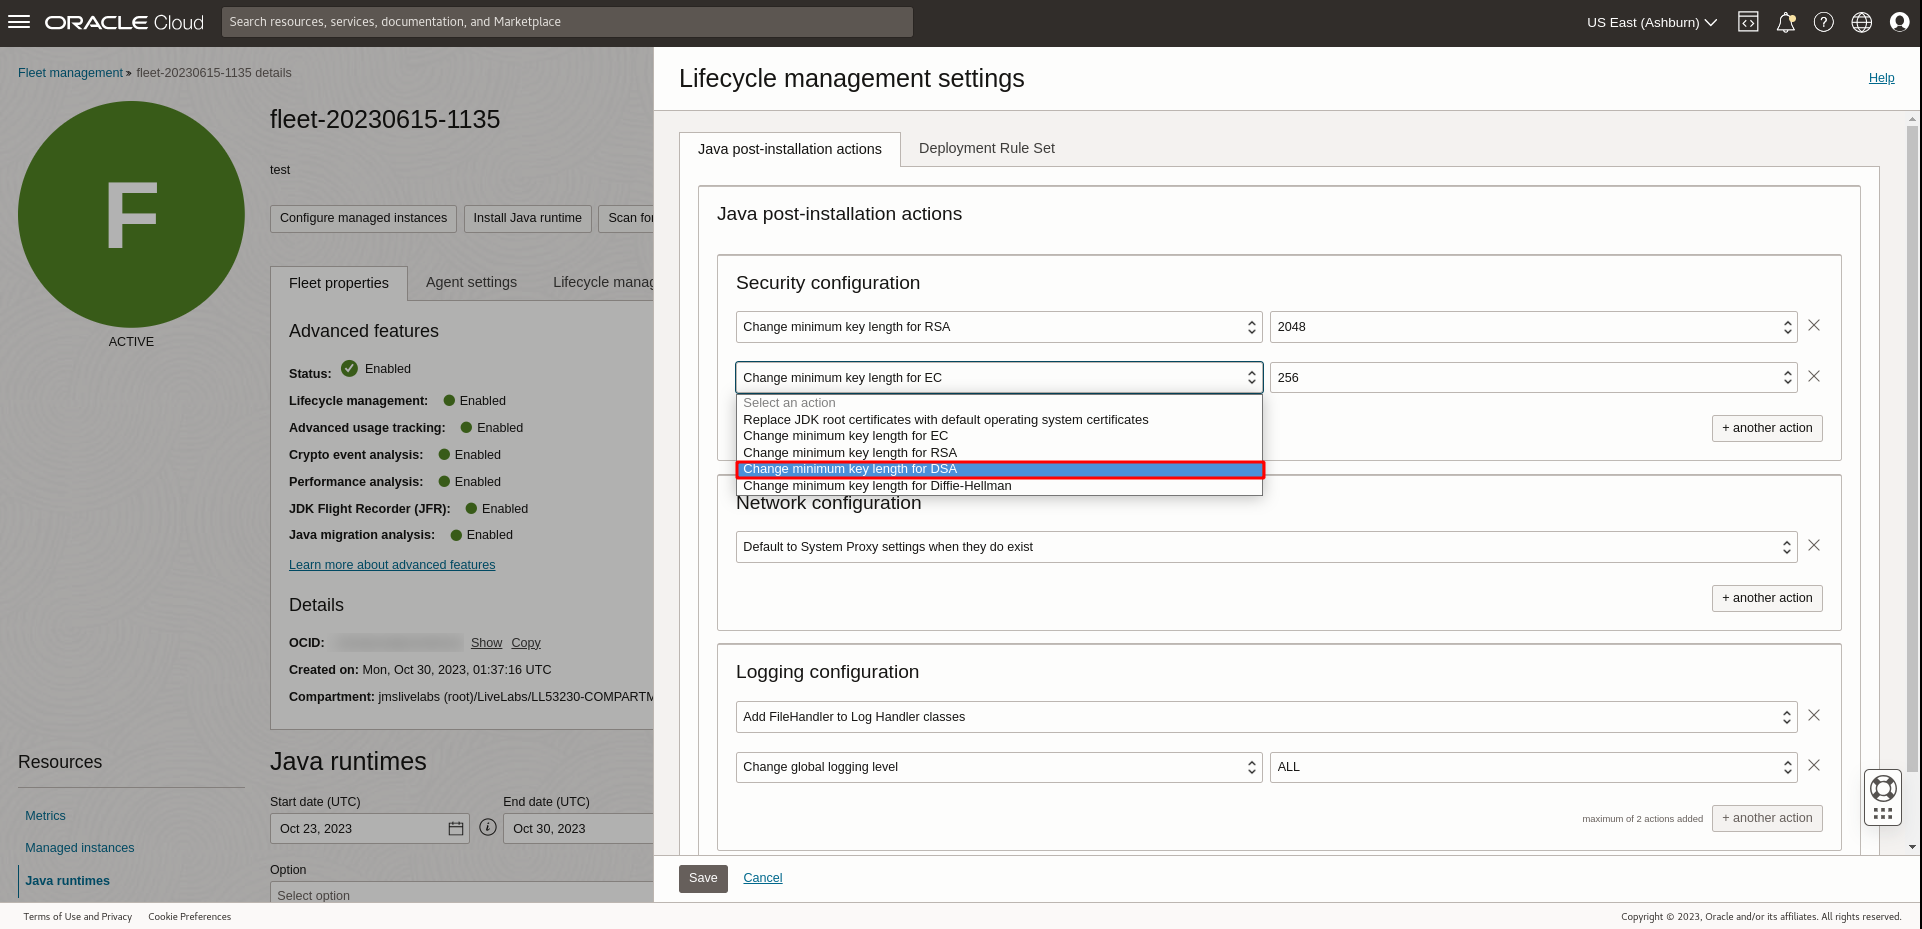 ORACLE Cloud
Search resources, services, documentation, and Marketplace
US East (Ashburn)
Fleet management » fleet-20230615-1135 details
F
ACTIVE
fleet-20230615-1135
test
Configure managed instances
Install Java runtime
Scan for
Fleet properties
Agent settings
Lifecycle manag
Advanced features
Status: Enabled
Lifecycle management: Enabled
Advanced usage tracking: Enabled
Crypto event analysis: Enabled
Performance analysis: Enabled
JDK Flight Recorder (JFR): Enabled
Java migration analysis: Enabled
Learn more about advanced features
Details
OCID: Show Copy
Created on: Mon, Oct 30, 2023, 01:37:16 UTC
Compartment: jmslivelabs (root)/LiveLabs/LL53230-COMPARTM
Resources
Metrics
Managed instances
Java runtimes
Java runtimes
Start date (UTC)
End date (UTC)
Oct 23, 2023
Oct 30, 2023
Option
Select option
Lifecycle management settings
Help
Java post-installation actions
Deployment Rule Set
Java post-installation actions
Security configuration
Change minimum key length for RSA
2048
Change minimum key length for EC
256
Select an action
Replace JDK root certificates with default operating system certificates
Change minimum key length for EC
Change minimum key length for RSA
Change minimum key length for DSA
Change minimum key length for Diffie-Hellman
+ another action
Network configuration
Default to System Proxy settings when they do exist
+ another action
Logging configuration
Add FileHandler to Log Handler classes
Change global logging level
ALL
maximum of 2 actions added
+ another action
Save
Cancel
Terms of Use and Privacy
Cookie Preferences
Copyright © 2023, Oracle and/or its affiliates. All rights reserved.